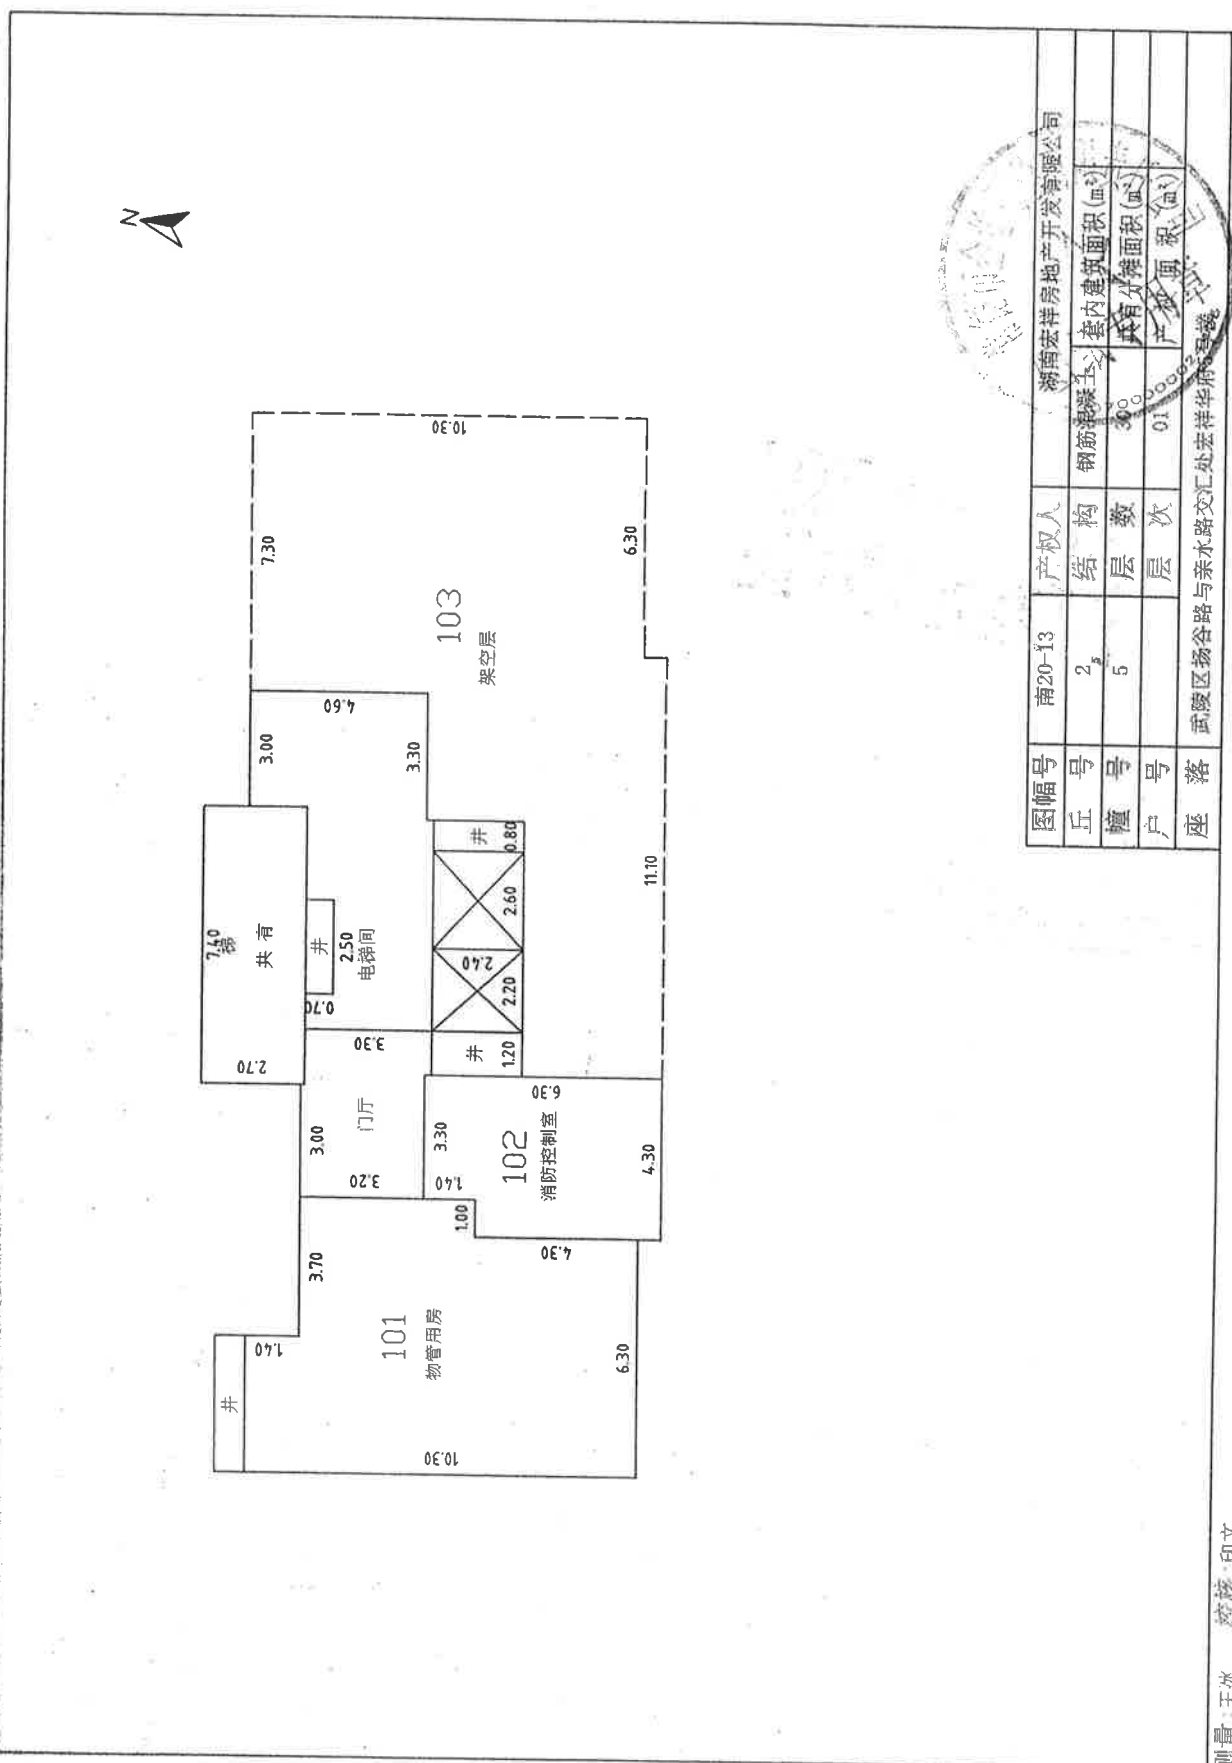 N
7.40
梯
共有
2.70
井
0.70
2.50
电梯间
3.00
4.60
3.30
7.30
10.30
103
架空层
6.30
11.10
井
0.80
2.60
2.40
2.20
井
1.20
门厅
3.00
3.30
3.20
102
消防控制室
3.30
1.40
1.00
6.30
4.30
4.30
101
物管用房
3.70
井
1.40
10.30
6.30
图幅号 南20-13 产权人 湖南宏祥房地产开发有限公司
丘号 2 结构 钢筋混凝土 套内建筑面积(m²)
幢号 5 层数 30 共有分摊面积(m²)
户号 层次 01 产权面积(m²)
座落 武陵区扬谷路与亲水路交汇处宏祥华府5号楼